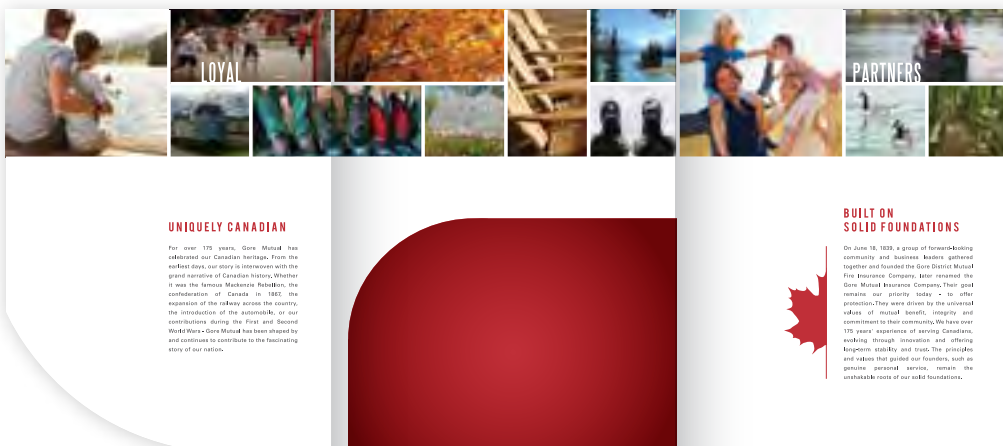 LOYAL
PARTNERS
UNIQUELY CANADIAN
For over 175 years, Gore Mutual has
celebrated our Canadian heritage. From the
earliest days, our story is interwoven with the
grand narrative of Canadian history. Whether
it was the famous Mackenzie Rebellion, the
confederation of Canada in 1867, the
expansion of the railway across the country,
the introduction of the automobile, or our
contributions during the First and Second
World Wars - Gore Mutual has been shaped by
and continues to contribute to the fascinating
story of our nation.
BUILT ON
SOLID FOUNDATIONS
On June 18, 1839, a group of forward-looking
community and business leaders gathered
together and founded the Gore District Mutual
Fire Insurance Company, later renamed the
Gore Mutual Insurance Company. Their goal
remains our priority today - to offer
protection. They were driven by the universal
values of mutual benefit, integrity and
commitment to their community. We have over
175 years' experience of serving Canadians,
evolving through innovation and offering
long-term stability and trust. The principles
and values that guided our founders, such as
genuine personal service, remain the
unshakable roots of our solid foundations.